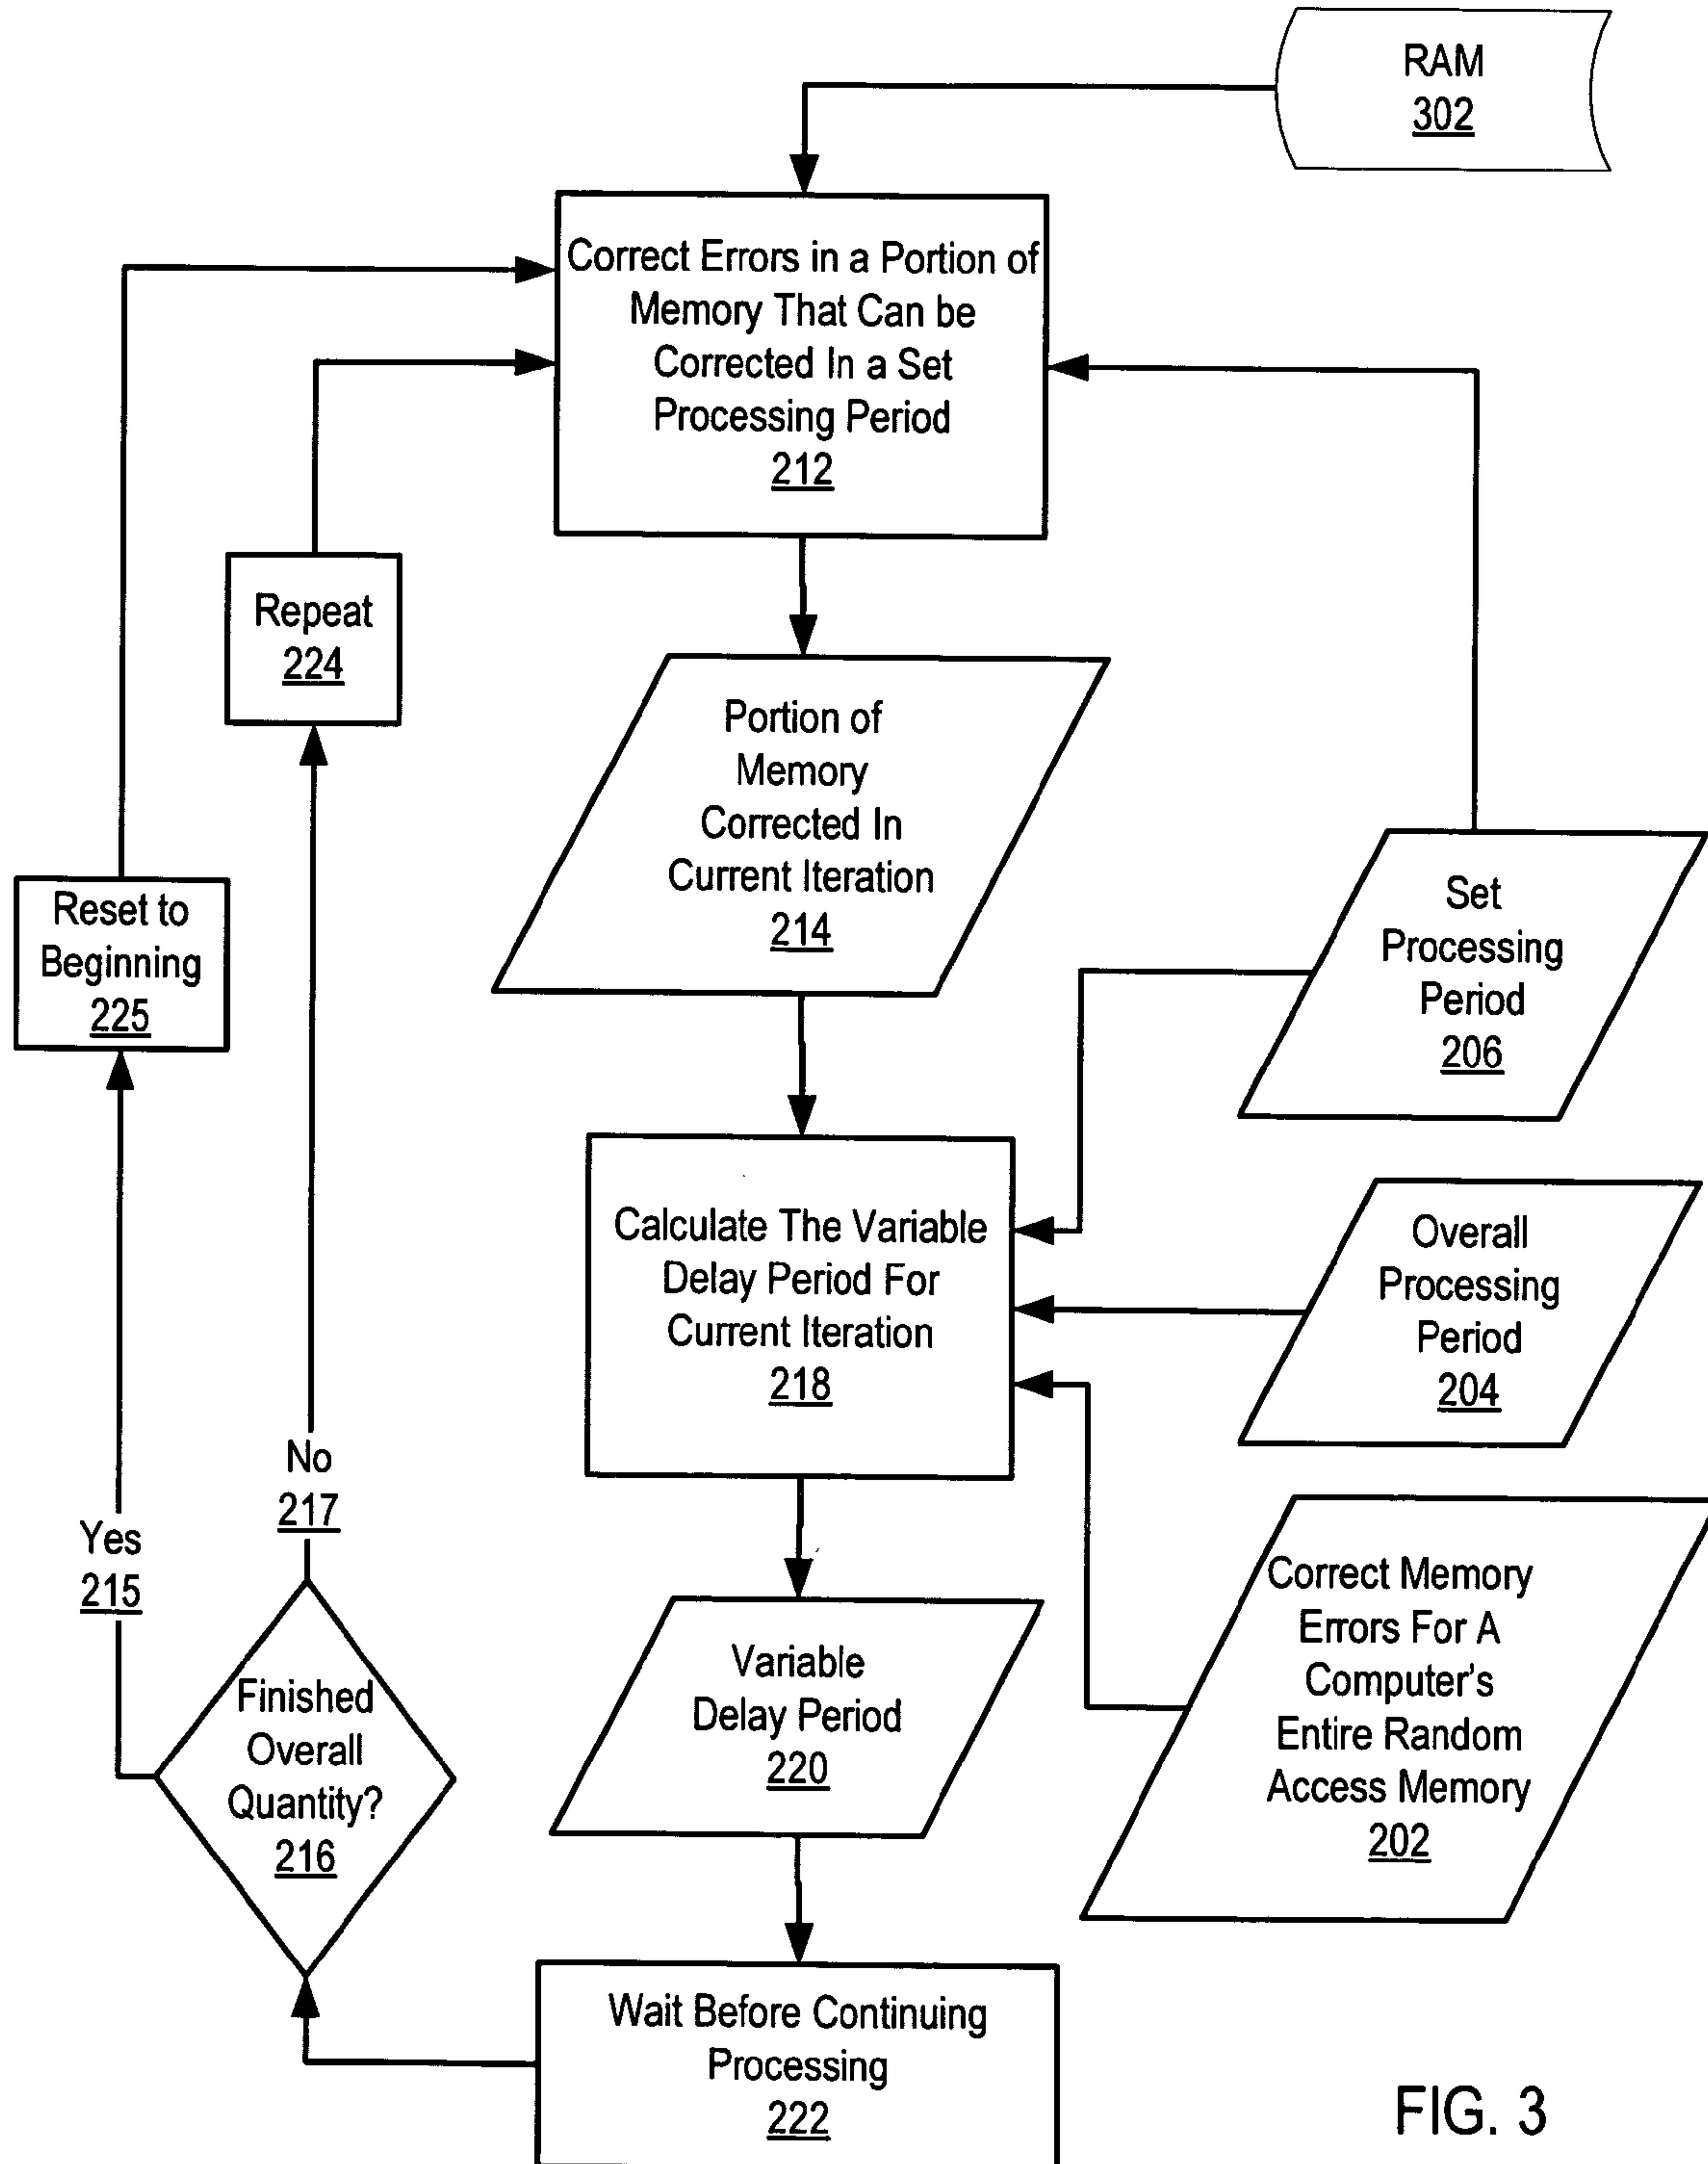 RAM
302
Correct Errors in a Portion of
Memory That Can be
Corrected In a Set
Processing Period
212
Repeat
224
Portion of
Memory
Corrected In
Current Iteration
214
Reset to
Beginning
225
Set
Processing
Period
206
Calculate The Variable
Delay Period For
Current Iteration
218
Overall
Processing
Period
204
No
217
Yes
215
Correct Memory
Errors For A
Computer's
Entire Random
Access Memory
202
Variable
Delay Period
220
Finished
Overall
Quantity?
216
Wait Before Continuing
Processing
222
FIG. 3